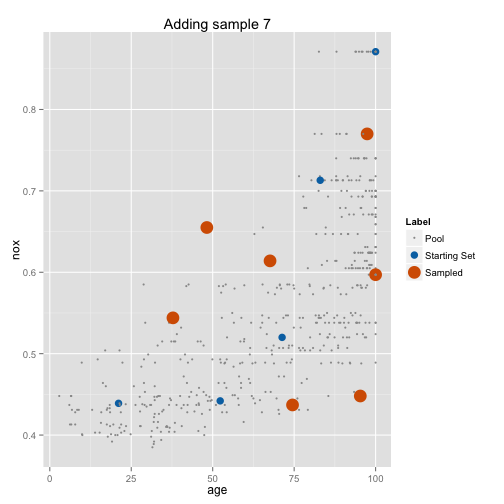 Adding sample 7
nox
0.8
0.7
0.6
0.5
0.4
0 25 50 75 100
age
Label
Pool
Starting Set
Sampled